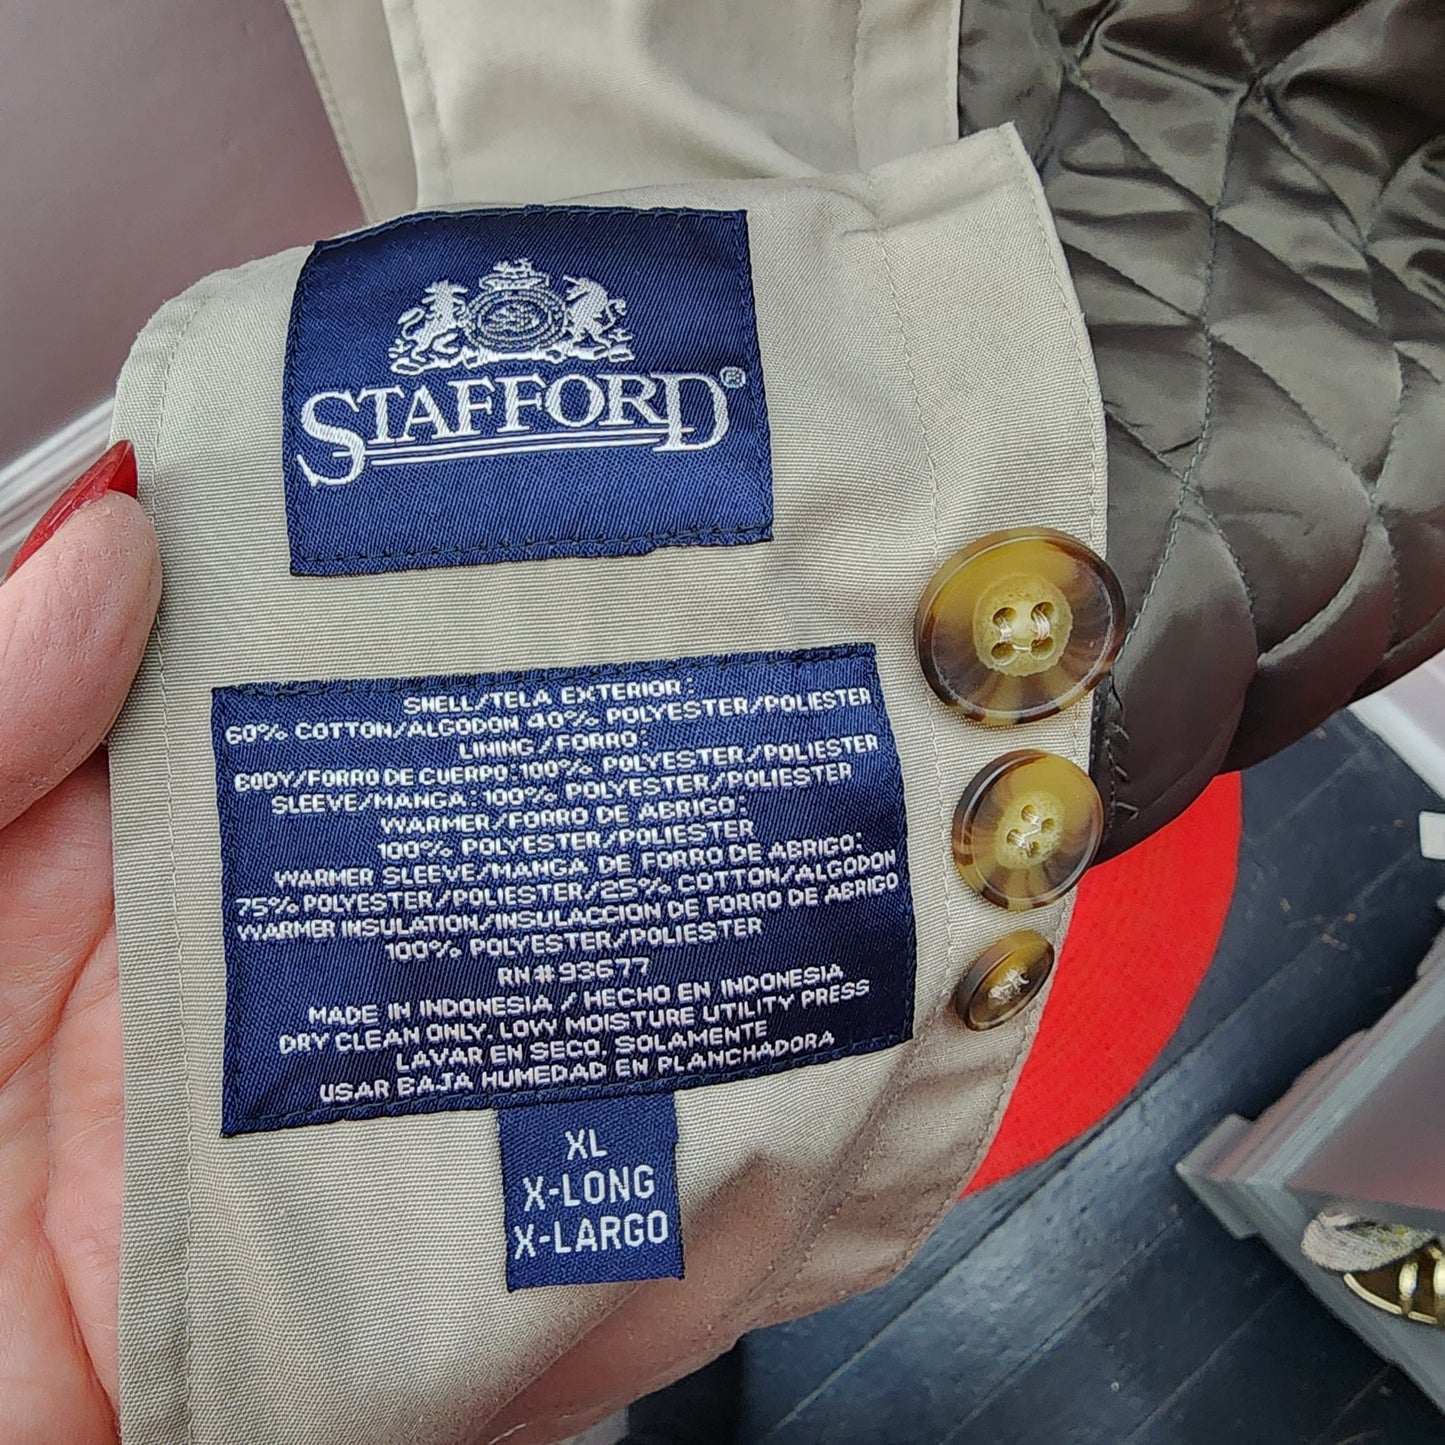 STAFFORD®
SHELL/TELA EXTERIOR:
60% COTTON/ALGODON 40% POLYESTER/POLIESTER
LINING/FORRO:
BODY/FORRO DE CUERPO:100% POLYESTER/POLIESTER
SLEEVE/MANGA:100% POLYESTER/POLIESTER
WARMER/FORRO DE ABRIGO:
100% POLYESTER/POLIESTER
WARMER SLEEVE/MANGA DE FORRO DE ABRIGO:
75% POLYESTER/POLIESTER/25% COTTON/ALGODON
WARMER INSULATION/INSULACCION DE FORRO DE ABRIGO
100% POLYESTER/POLIESTER
RN#93677
MADE IN INDONESIA / HECHO EN INDONESIA
DRY CLEAN ONLY, LOW MOISTURE UTILITY PRESS
LAVAR EN SECO, SOLAMENTE
USAR BAJA HUMEDAD EN PLANCHADORA
XL
X-LONG
X-LARGO